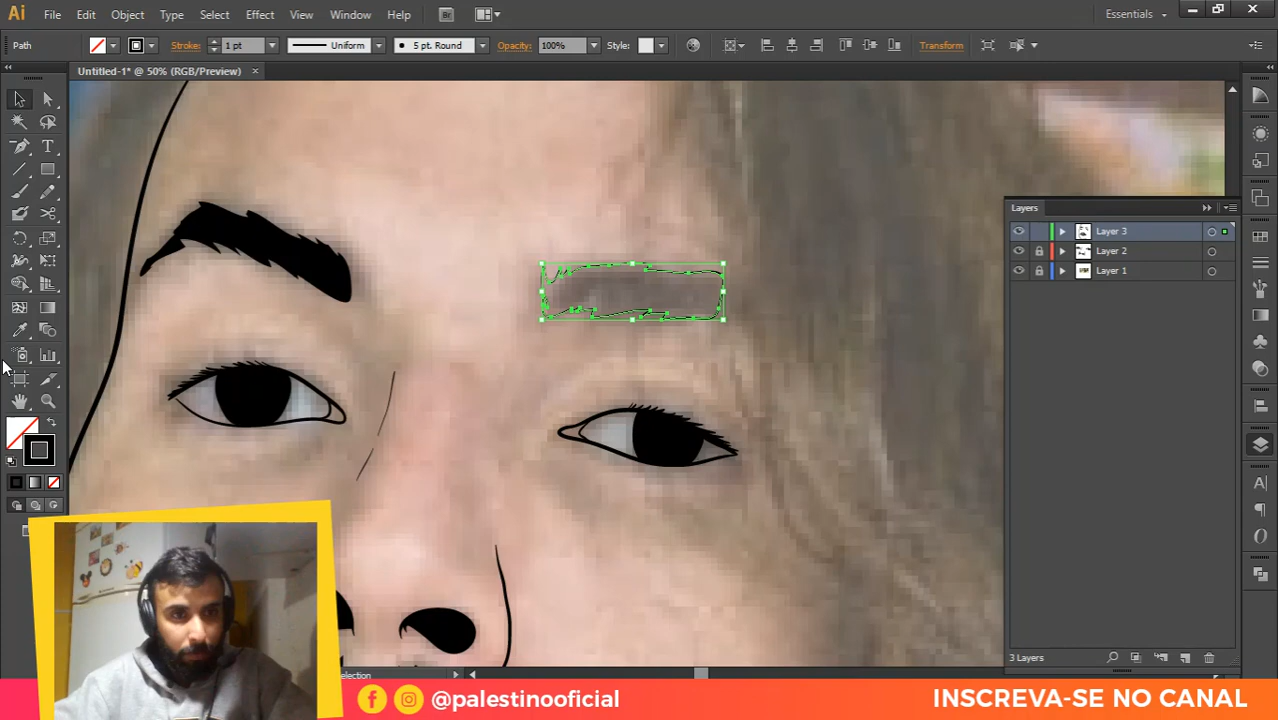 Ai File Edit Object Type Select Effect View Window Help Br Essentials
Path Stroke: 1 pt Uniform 5 pt. Round Opacity: 100% Style: Transform
Untitled-1* @ 50% (RGB/Preview)
Layers
Layer 3
Layer 2
Layer 1
3 Layers
@palestinooficial
INSCREVA-SE NO CANAL